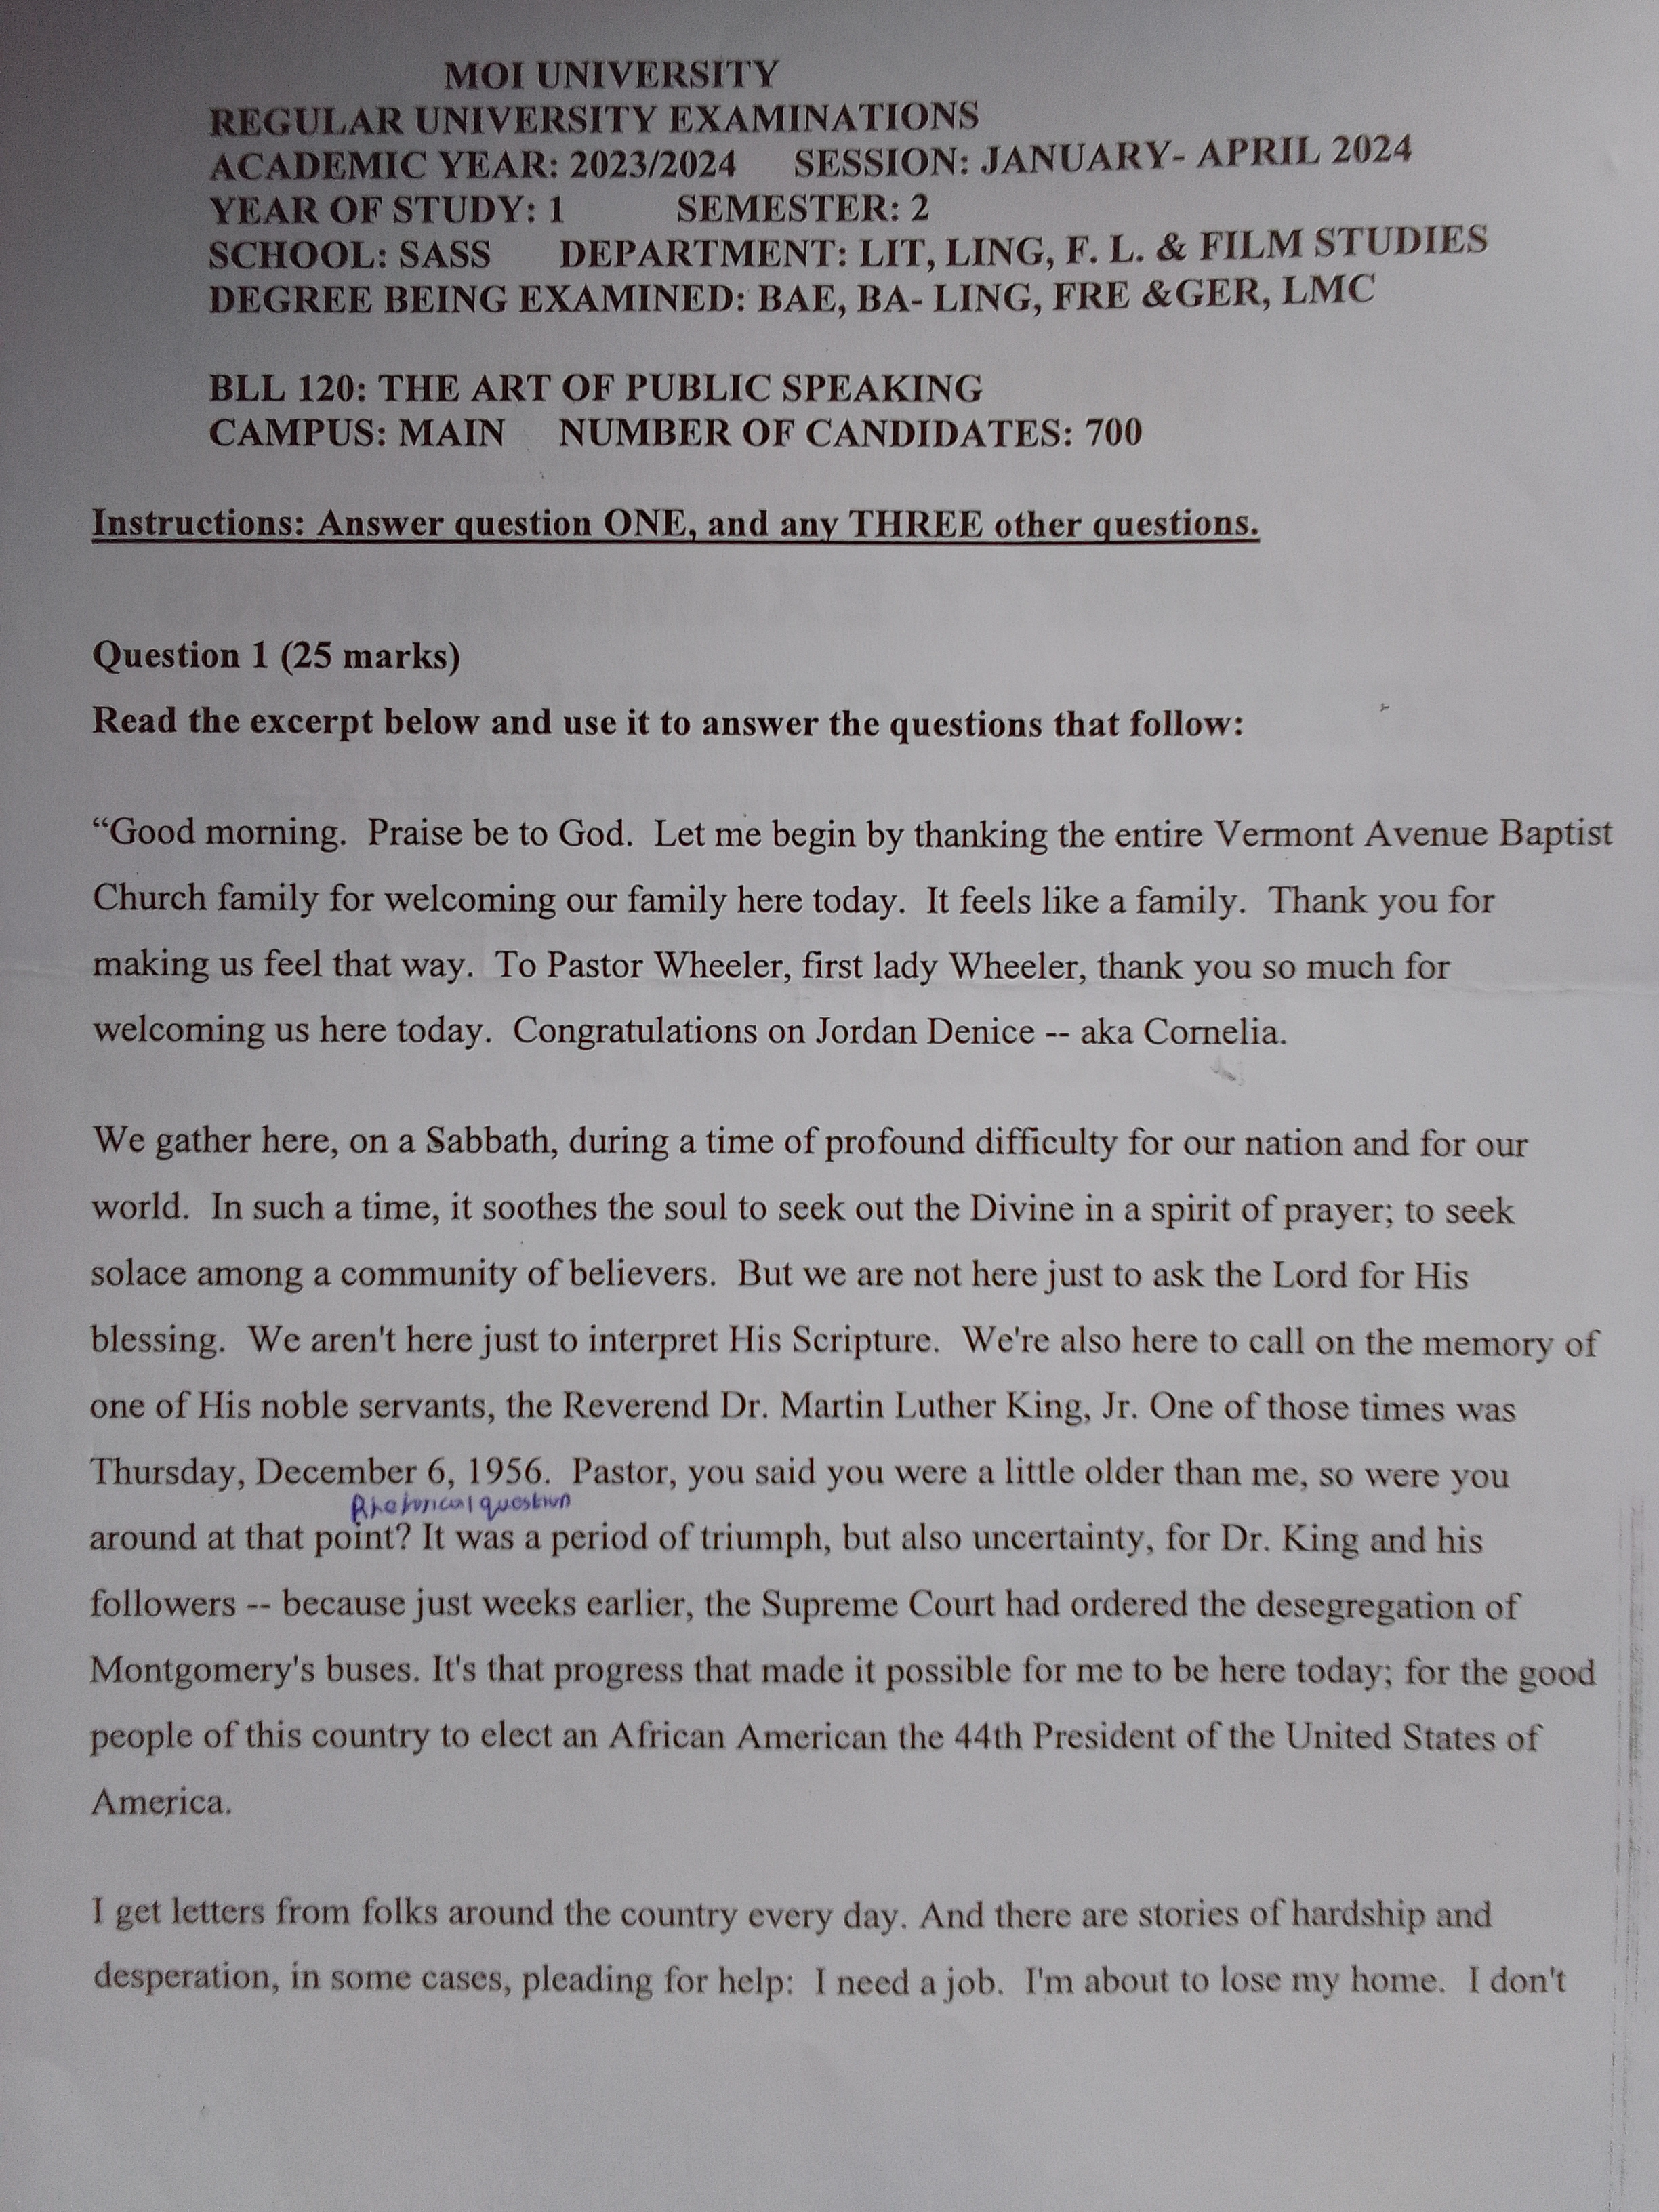 MOI UNIVERSITY
REGULAR UNIVERSITY EXAMINATIONS
ACADEMIC YEAR: 2023/2024 SESSION: JANUARY- APRIL 2024
YEAR OF STUDY: 1 SEMESTER: 2
SCHOOL: SASS DEPARTMENT: LIT, LING, F. L. & FILM STUDIES
DEGREE BEING EXAMINED: BAE, BA- LING, FRE &GER, LMC
BLL 120: THE ART OF PUBLIC SPEAKING
CAMPUS: MAIN NUMBER OF CANDIDATES: 700
Instructions: Answer question ONE, and any THREE other questions.
Question 1 (25 marks)
Read the excerpt below and use it to answer the questions that follow:
“Good morning. Praise be to God. Let me begin by thanking the entire Vermont Avenue Baptist
Church family for welcoming our family here today. It feels like a family. Thank you for
making us feel that way. To Pastor Wheeler, first lady Wheeler, thank you so much for
welcoming us here today. Congratulations on Jordan Denice -- aka Cornelia.
We gather here, on a Sabbath, during a time of profound difficulty for our nation and for our
world. In such a time, it soothes the soul to seek out the Divine in a spirit of prayer; to seek
solace among a community of believers. But we are not here just to ask the Lord for His
blessing. We aren't here just to interpret His Scripture. We're also here to call on the memory of
one of His noble servants, the Reverend Dr. Martin Luther King, Jr. One of those times was
Thursday, December 6, 1956. Pastor, you said you were a little older than me, so were you
Rhetorical question
around at that point? It was a period of triumph, but also uncertainty, for Dr. King and his
followers -- because just weeks earlier, the Supreme Court had ordered the desegregation of
Montgomery's buses. It's that progress that made it possible for me to be here today; for the good
people of this country to elect an African American the 44th President of the United States of
America.
I get letters from folks around the country every day. And there are stories of hardship and
desperation, in some cases, pleading for help: I need a job. I'm about to lose my home. I don't